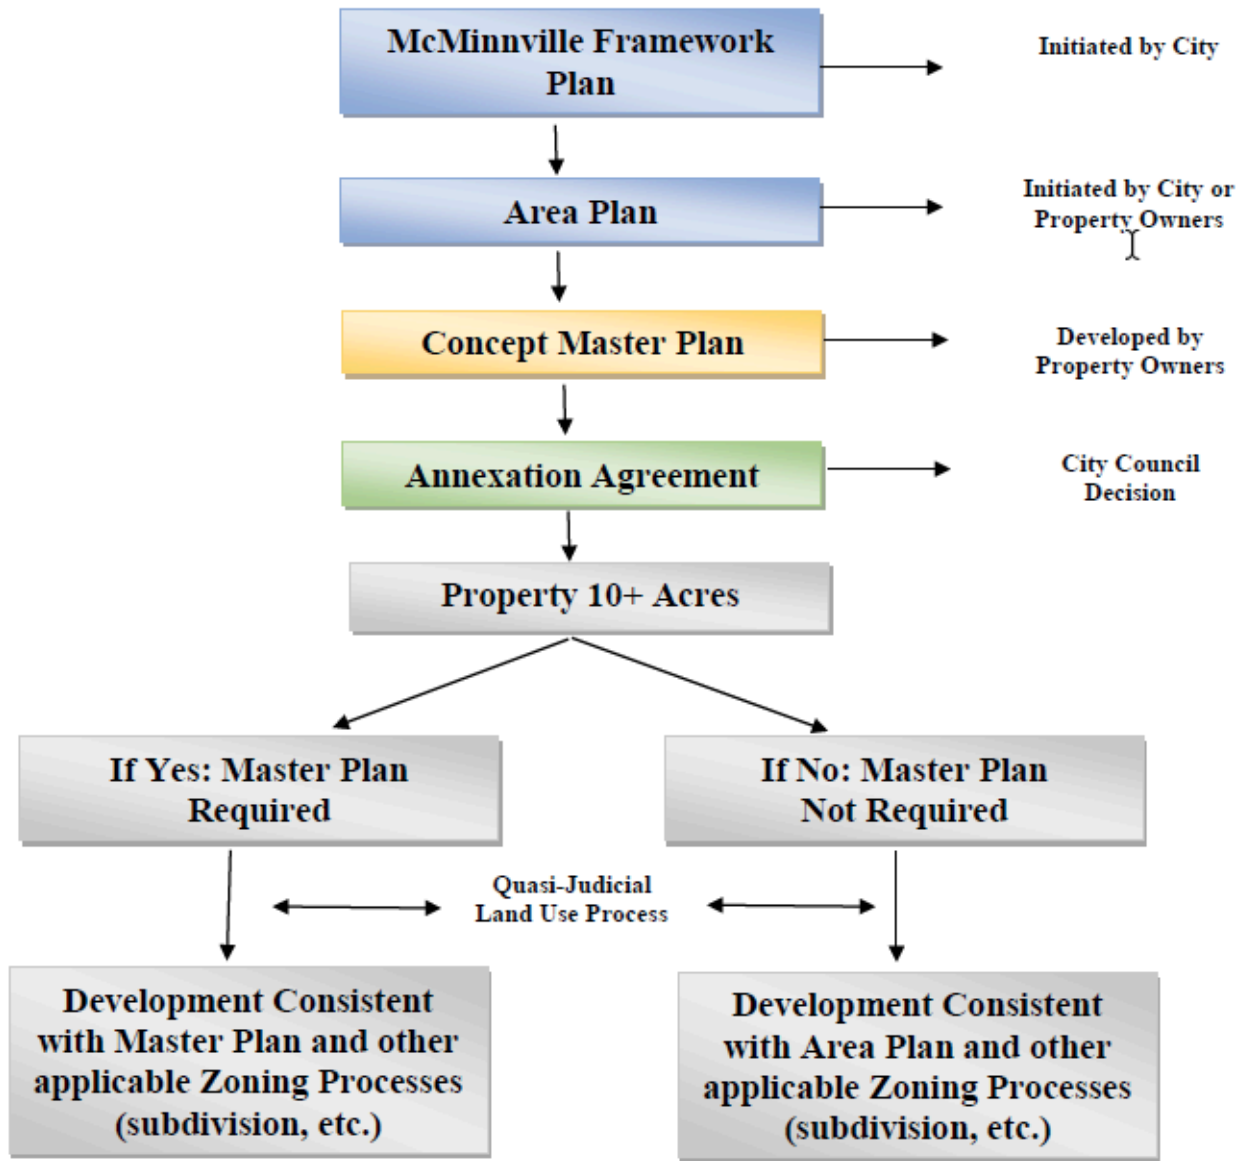 McMinnville Framework
Plan
Initiated by City
Area Plan
Initiated by City or
Property Owners
Concept Master Plan
Developed by
Property Owners
Annexation Agreement
City Council
Decision
Property 10+ Acres
If Yes: Master Plan
Required
If No: Master Plan
Not Required
Quasi-Judicial
Land Use Process
Development Consistent
with Master Plan and other
applicable Zoning Processes
(subdivision, etc.)
Development Consistent
with Area Plan and other
applicable Zoning Processes
(subdivision, etc.)